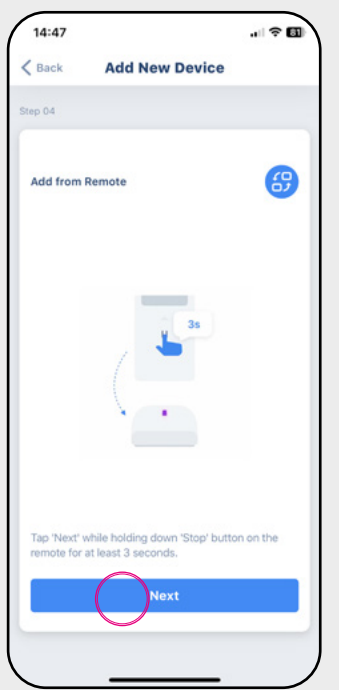 14:47
81
Back
Add New Device
Step 04
Add from Remote
3s
Tap 'Next' while holding down 'Stop' button on the
remote for at least 3 seconds.
Next